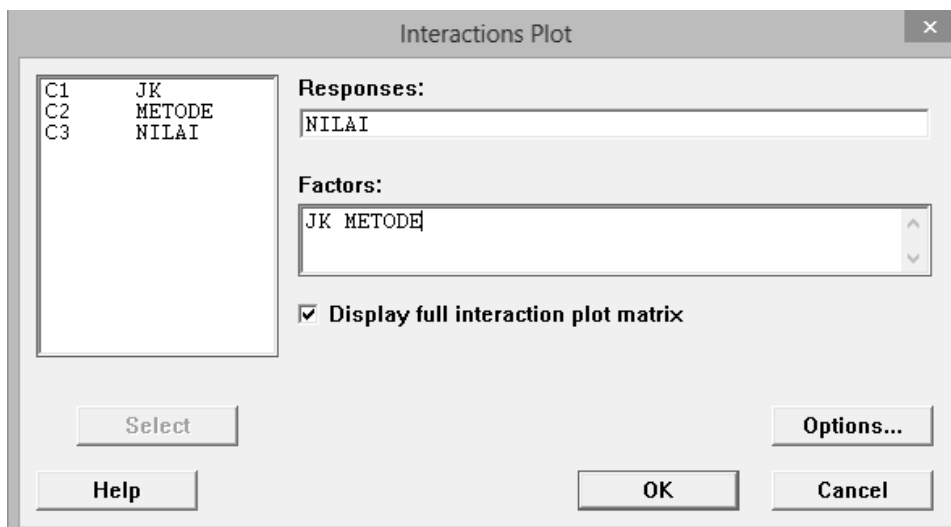 Interactions Plot
×
C1 JK
C2 METODE
C3 NILAI
Responses:
NILAI
Factors:
JK METODE
Display full interaction plot matrix
Select
Options...
Help
OK
Cancel